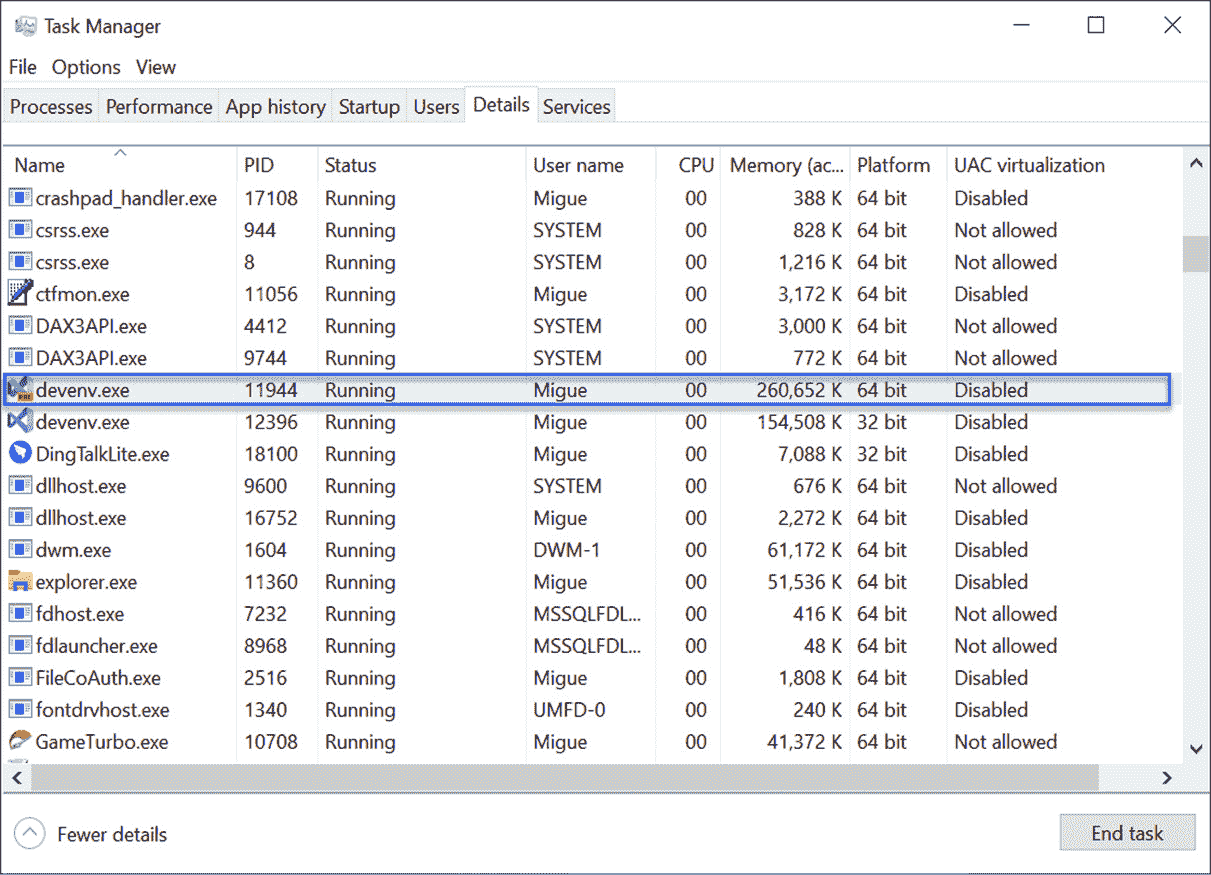 Task Manager
File Options View
Processes Performance App history Startup Users Details Services
Name PID Status User name CPU Memory (ac... Platform UAC virtualization
crashpad_handler.exe 17108 Running Migue 00 388 K 64 bit Disabled
csrss.exe 944 Running SYSTEM 00 828 K 64 bit Not allowed
csrss.exe 8 Running SYSTEM 00 1,216 K 64 bit Not allowed
ctfmon.exe 11056 Running Migue 00 3,172 K 64 bit Disabled
DAX3API.exe 4412 Running SYSTEM 00 3,000 K 64 bit Not allowed
DAX3API.exe 9744 Running SYSTEM 00 772 K 64 bit Not allowed
devenv.exe 11944 Running Migue 00 260,652 K 64 bit Disabled
devenv.exe 12396 Running Migue 00 154,508 K 32 bit Disabled
DingTalkLite.exe 18100 Running Migue 00 7,088 K 32 bit Disabled
dllhost.exe 9600 Running SYSTEM 00 676 K 64 bit Not allowed
dllhost.exe 16752 Running Migue 00 2,272 K 64 bit Disabled
dwm.exe 1604 Running DWM-1 00 61,172 K 64 bit Disabled
explorer.exe 11360 Running Migue 00 51,536 K 64 bit Disabled
fdhost.exe 7232 Running MSSQLFDL... 00 416 K 64 bit Not allowed
fdlauncher.exe 8968 Running MSSQLFDL... 00 48 K 64 bit Not allowed
FileCoAuth.exe 2516 Running Migue 00 1,808 K 64 bit Disabled
fontdrvhost.exe 1340 Running UMFD-0 00 240 K 64 bit Disabled
GameTurbo.exe 10708 Running Migue 00 41,372 K 64 bit Not allowed
Fewer details End task